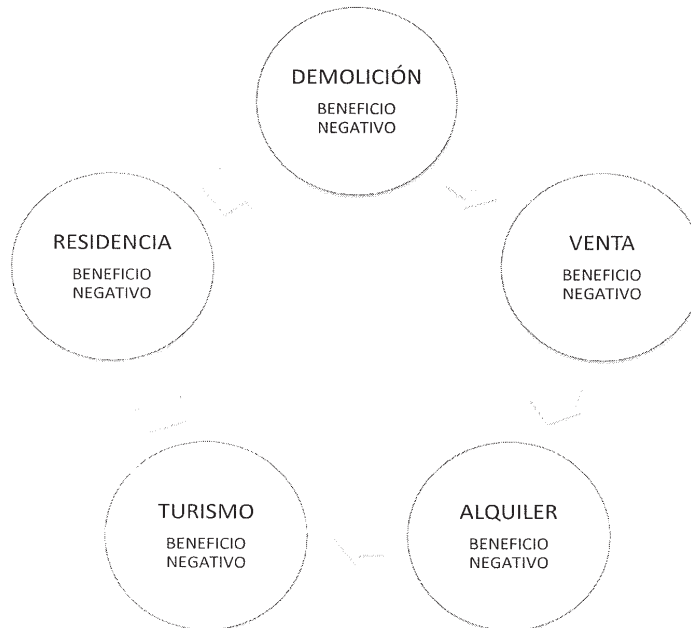 DEMOLICIÓN
BENEFICIO
NEGATIVO
VENTA
BENEFICIO
NEGATIVO
ALQUILER
BENEFICIO
NEGATIVO
TURISMO
BENEFICIO
NEGATIVO
RESIDENCIA
BENEFICIO
NEGATIVO